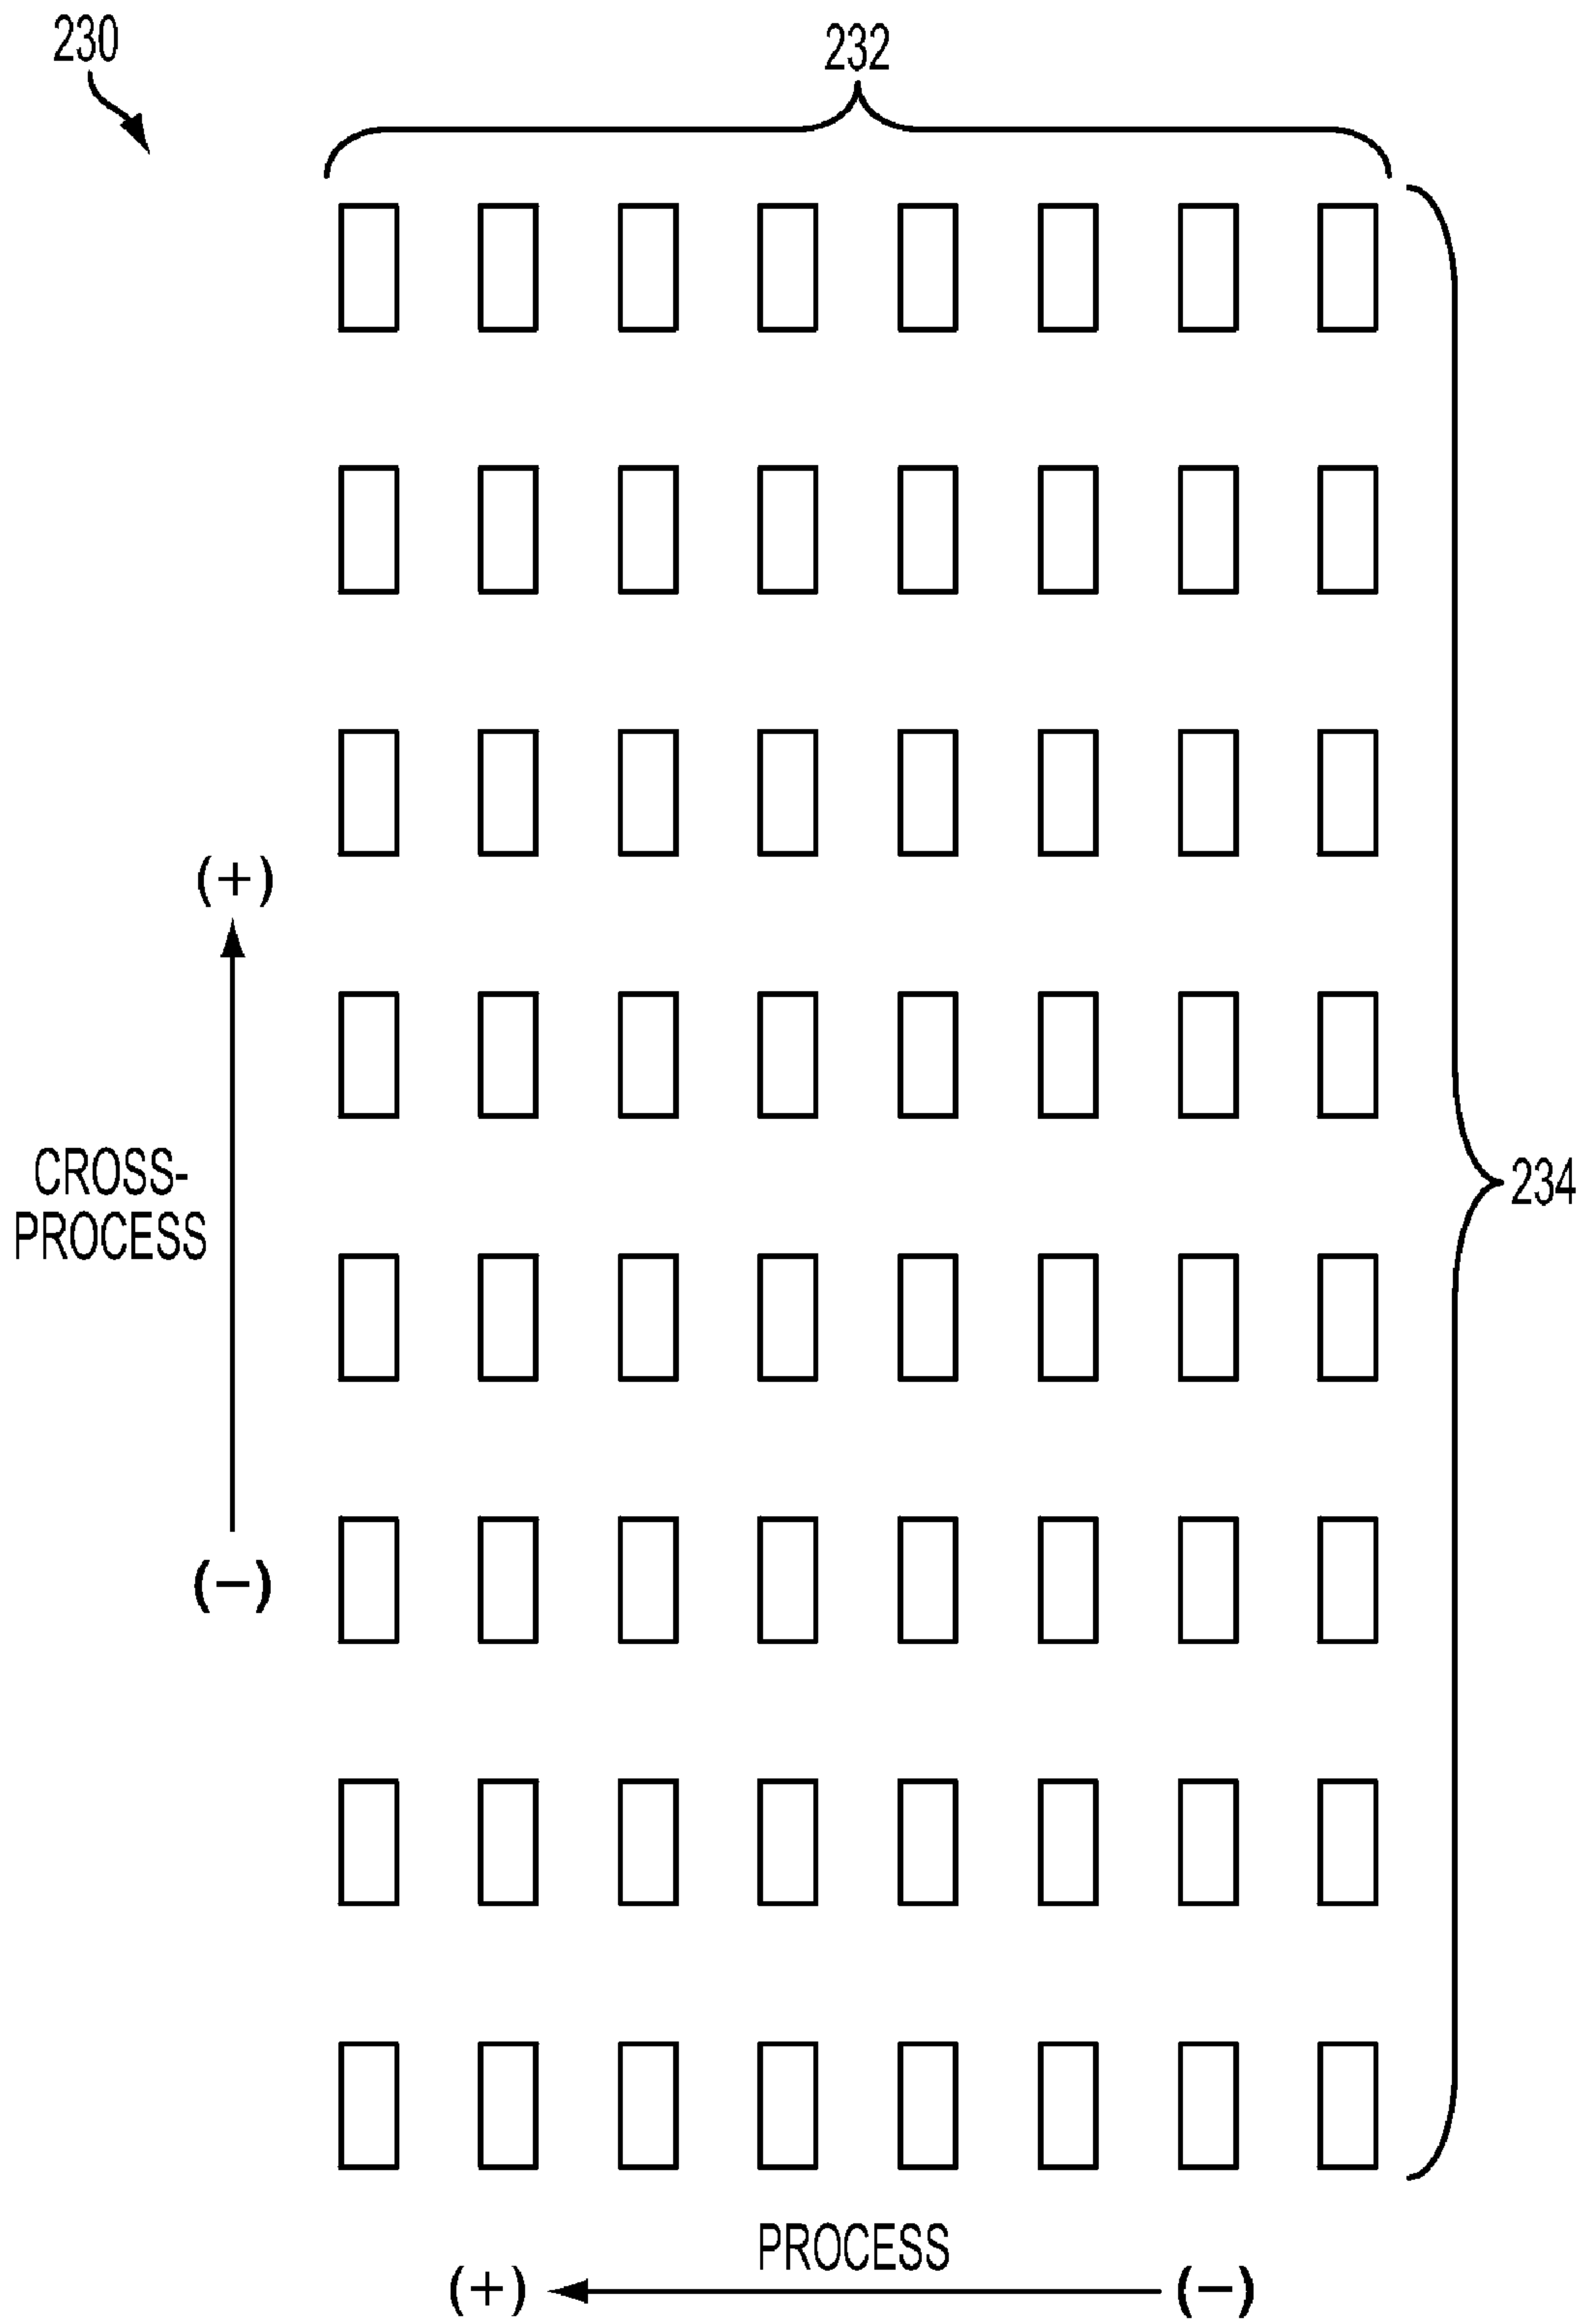 230
232
(+)
CROSS-
PROCESS
234
(−)
PROCESS
(+)
(−)